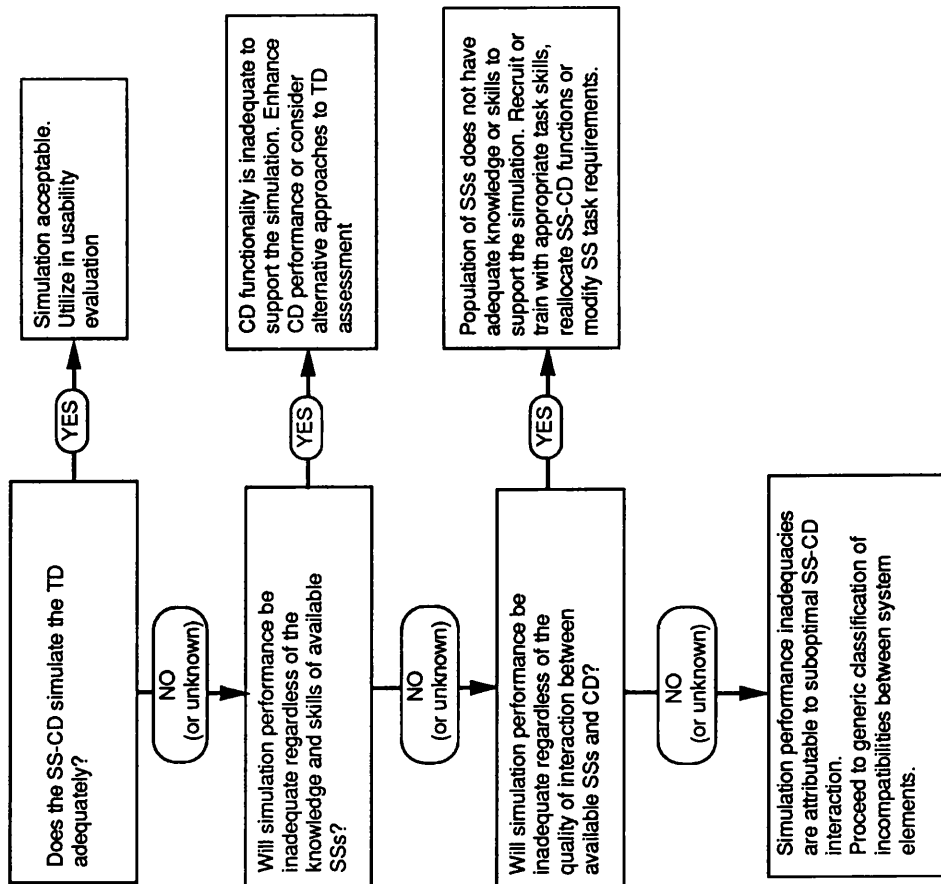 Does the SS-CD simulate the TD
adequately?
YES
Simulation acceptable.
Utilize in usability
evaluation
NO
(or unknown)
Will simulation performance be
inadequate regardless of the
knowledge and skills of available
SSs?
YES
CD functionality is inadequate to
support the simulation. Enhance
CD performance or consider
alternative approaches to TD
assessment
NO
(or unknown)
Will simulation performance be
inadequate regardless of the
quality of interaction between
available SSs and CD?
YES
Population of SSs does not have
adequate knowledge or skills to
support the simulation. Recruit or
train with appropriate task skills,
reallocate SS-CD functions or
modify SS task requirements.
NO
(or unknown)
Simulation performance inadequacies
are attributable to suboptimal SS-CD
interaction.
Proceed to generic classification of
incompatibilities between system
elements.